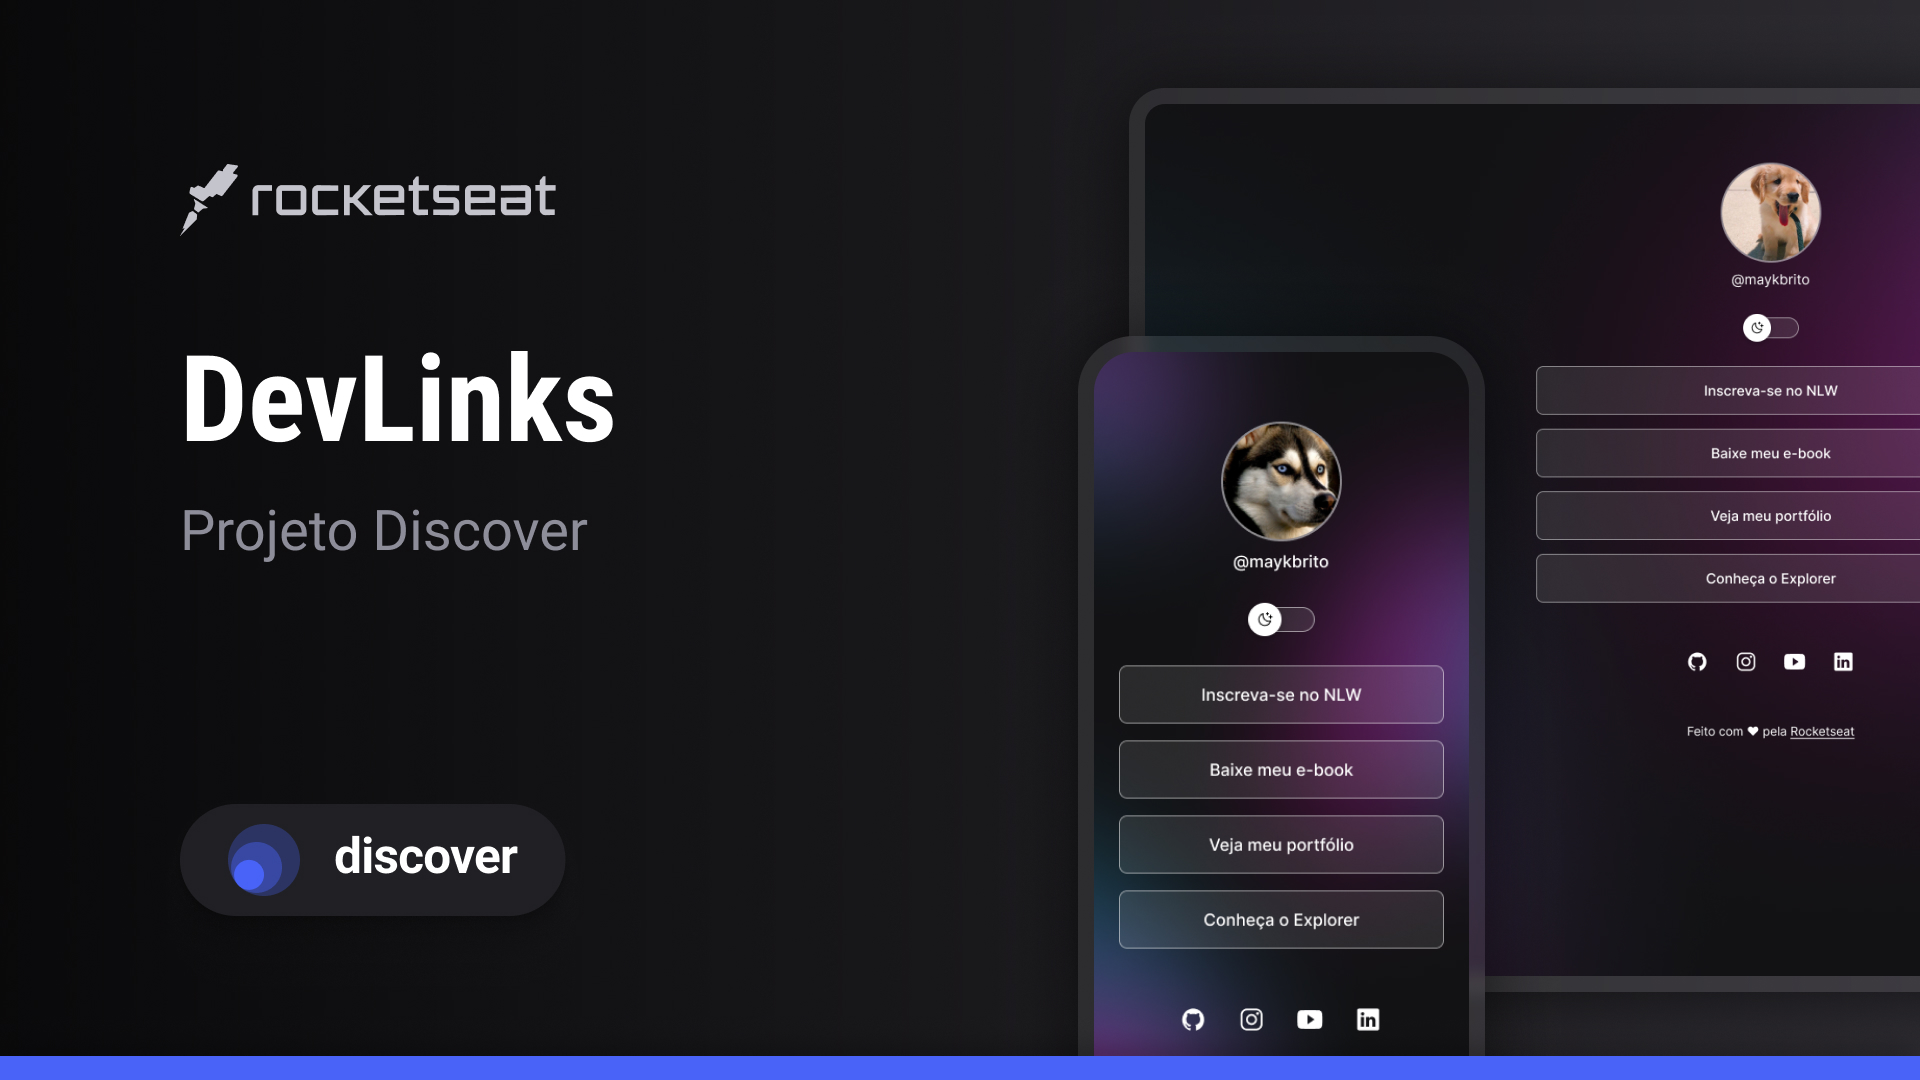 rocketseat
DevLinks
Projeto Discover
discover
@maykbrito
Inscreva-se no NLW
Baixe meu e-book
Veja meu portfólio
Conheça o Explorer
@maykbrito
Inscreva-se no NLW
Baixe meu e-book
Veja meu portfólio
Conheça o Explorer
Feito com ♥ pela Rocketseat